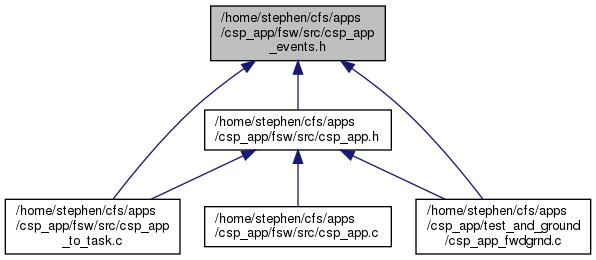 /home/stephen/cfs/apps
/csp_app/fsw/src/csp_app
_events.h
/home/stephen/cfs/apps
/csp_app/fsw/src/csp_app.h
/home/stephen/cfs/apps
/csp_app/fsw/src/csp_app
_to_task.c
/home/stephen/cfs/apps
/csp_app/fsw/src/csp_app.c
/home/stephen/cfs/apps
/csp_app/test_and_ground
/csp_app_fwdgrnd.c